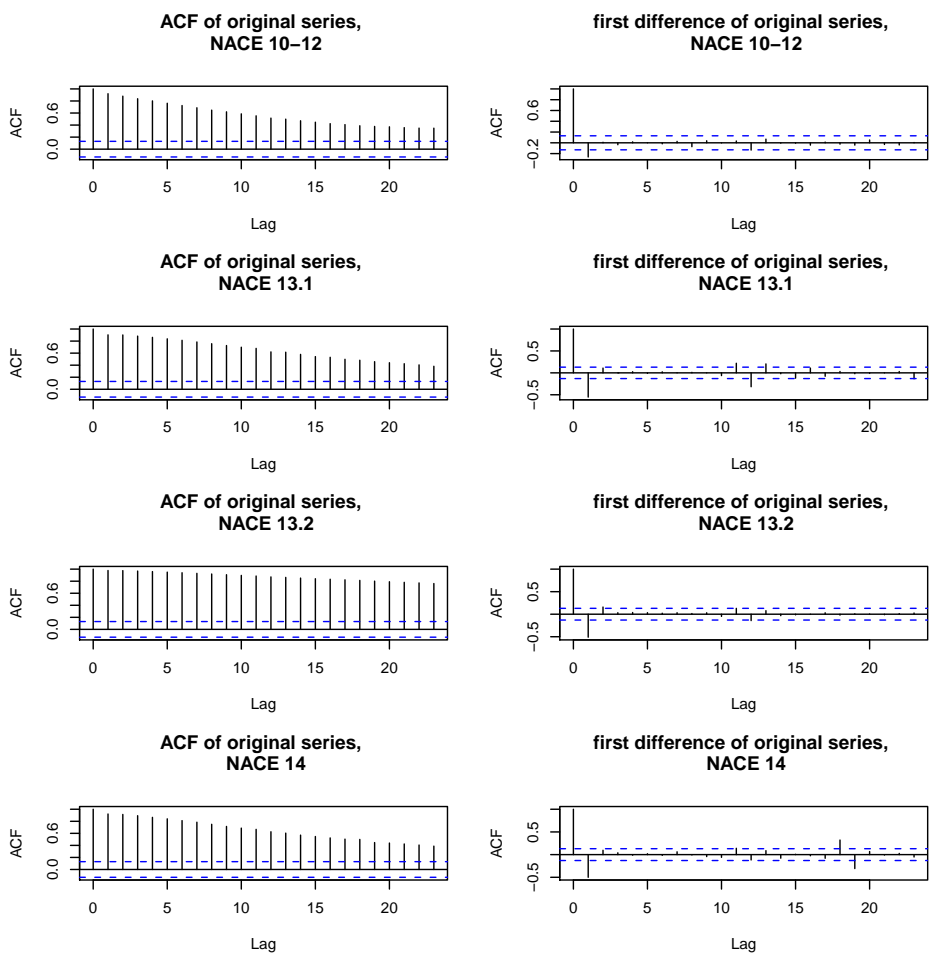 ACF of original series,
NACE 10−12
ACF
0.0
0.6
0
5
10
15
20
Lag
first difference of original series,
NACE 10−12
ACF
−0.2
0.6
0
5
10
15
20
Lag
ACF of original series,
NACE 13.1
ACF
0.0
0.6
0
5
10
15
20
Lag
first difference of original series,
NACE 13.1
ACF
−0.5
0.5
0
5
10
15
20
Lag
ACF of original series,
NACE 13.2
ACF
0.0
0.6
0
5
10
15
20
Lag
first difference of original series,
NACE 13.2
ACF
−0.5
0.5
0
5
10
15
20
Lag
ACF of original series,
NACE 14
ACF
0.0
0.6
0
5
10
15
20
Lag
first difference of original series,
NACE 14
ACF
−0.5
0.5
0
5
10
15
20
Lag